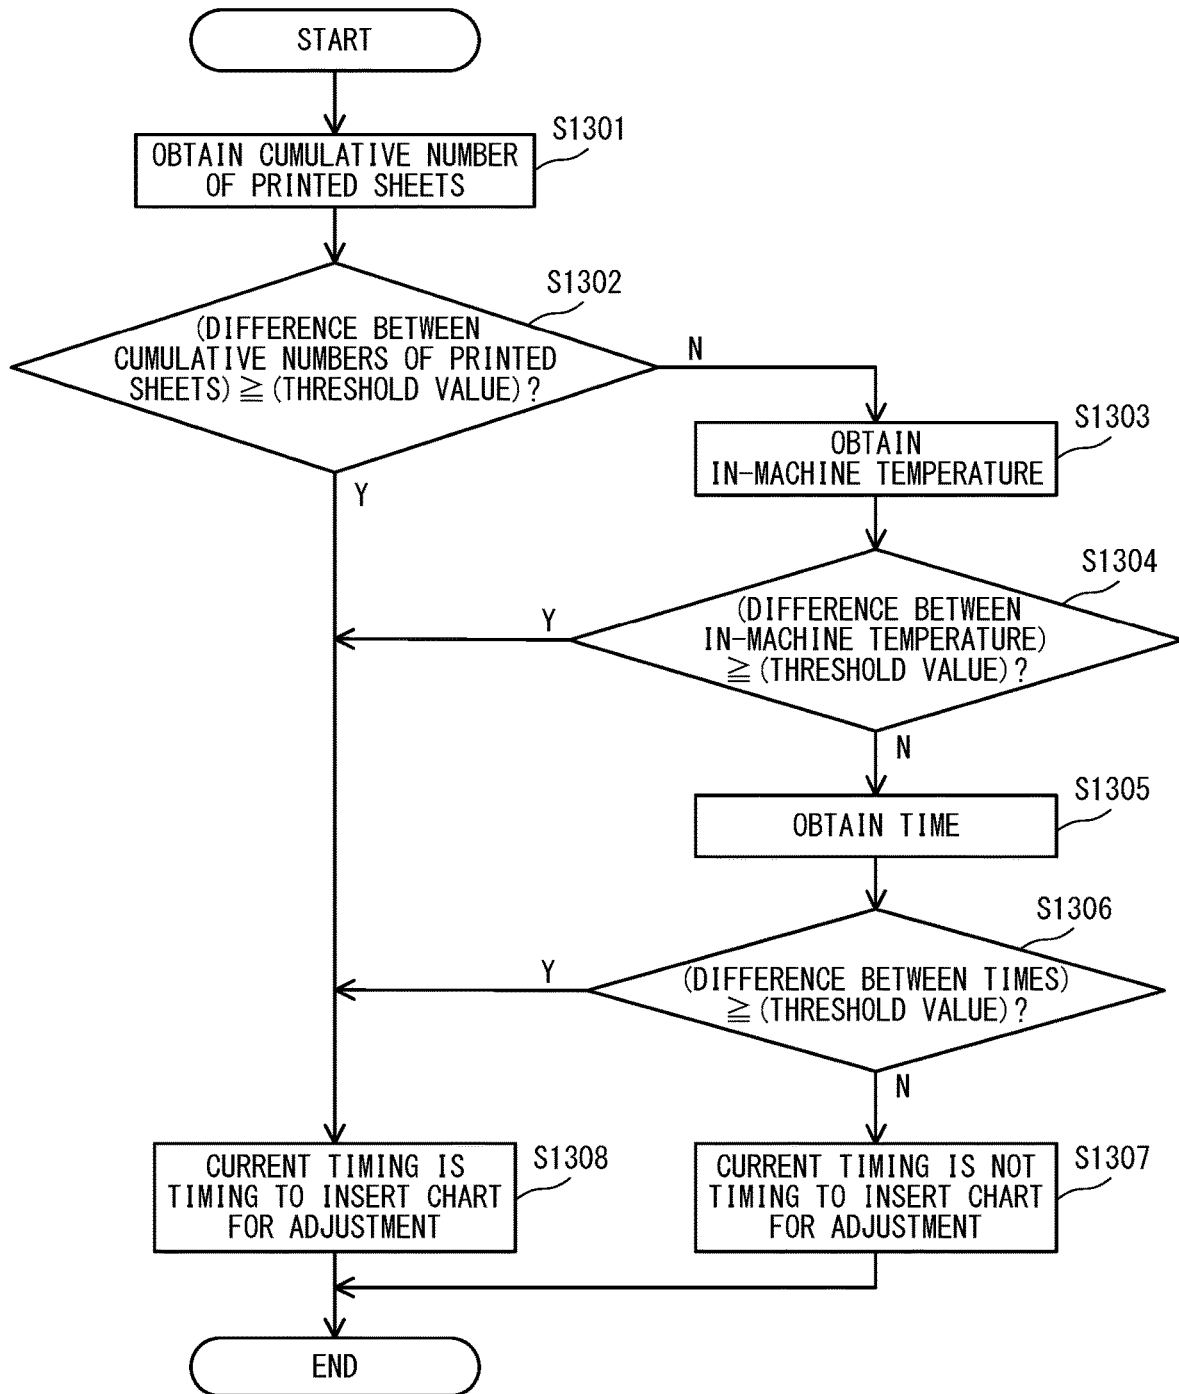 START
S1301
OBTAIN CUMULATIVE NUMBER
OF PRINTED SHEETS
S1302
(DIFFERENCE BETWEEN
CUMULATIVE NUMBERS OF PRINTED
SHEETS)≧(THRESHOLD VALUE)?
N
Y
S1303
OBTAIN
IN-MACHINE TEMPERATURE
S1304
(DIFFERENCE BETWEEN
IN-MACHINE TEMPERATURE)
≧(THRESHOLD VALUE)?
Y
N
S1305
OBTAIN TIME
S1306
(DIFFERENCE BETWEEN TIMES)
≧(THRESHOLD VALUE)?
Y
N
S1308
CURRENT TIMING IS
TIMING TO INSERT CHART
FOR ADJUSTMENT
S1307
CURRENT TIMING IS NOT
TIMING TO INSERT CHART
FOR ADJUSTMENT
END